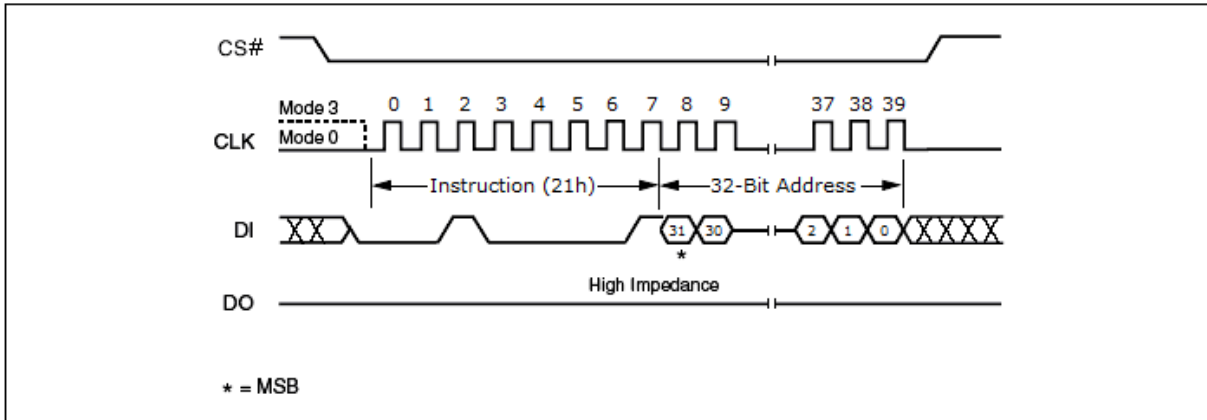 CS#
Mode 3
0 1 2 3 4 5 6 7 8 9 37 38 39
CLK
Mode 0
Instruction (21h)
32-Bit Address
DI
31 30 2 1 0
*
High Impedance
DO
* = MSB